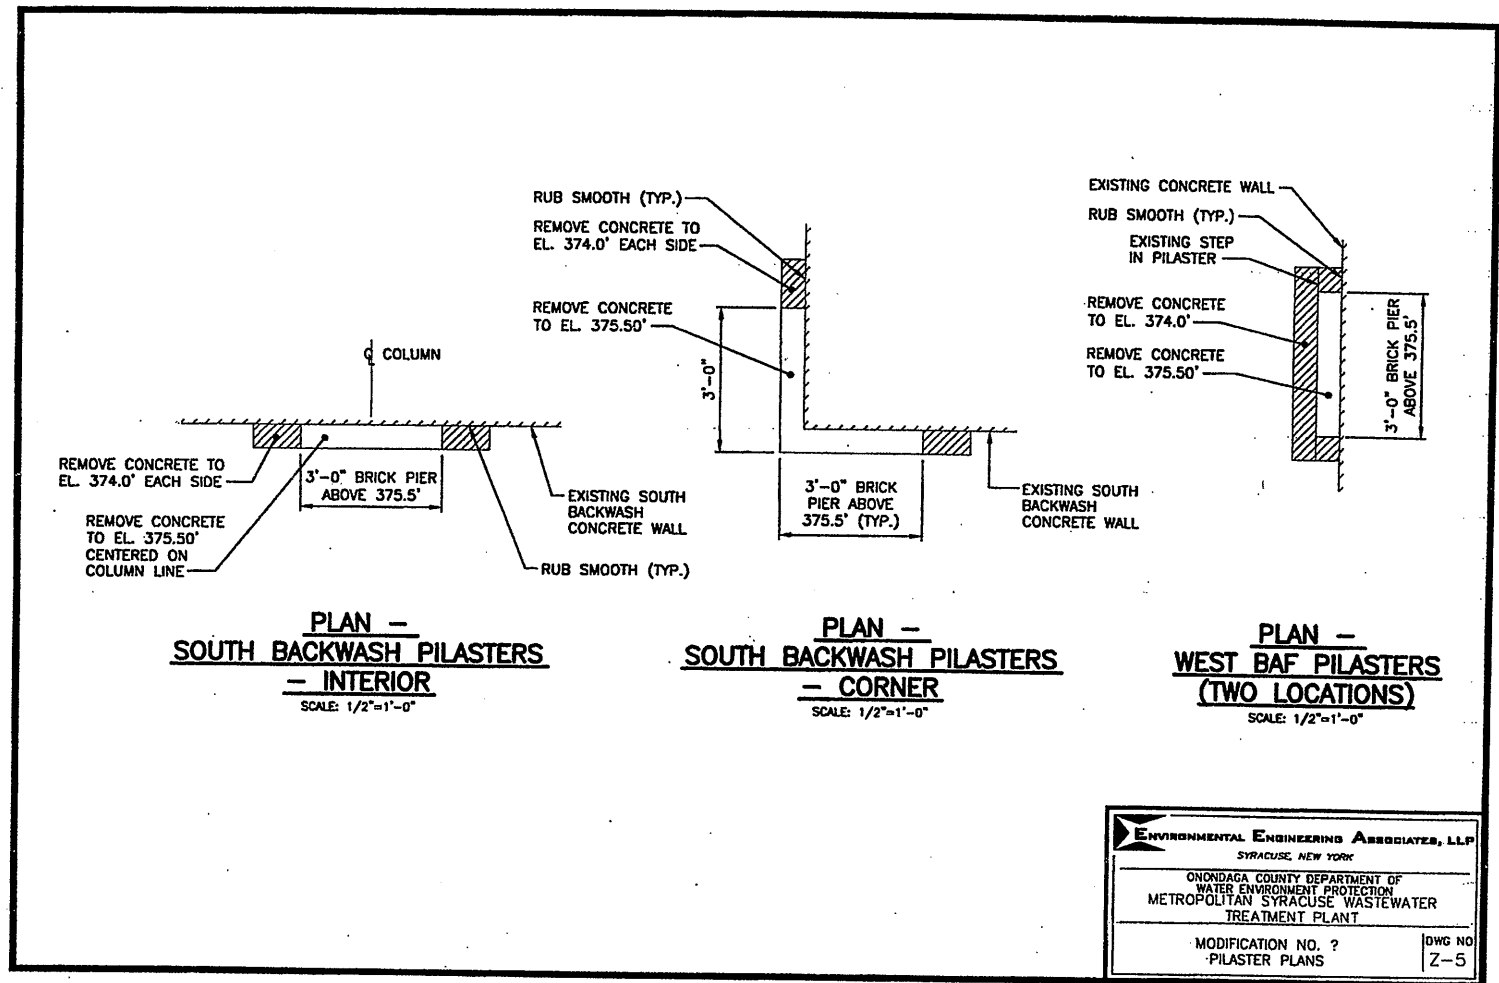 ℄ COLUMN
REMOVE CONCRETE TO
EL. 374.0' EACH SIDE
3'-0" BRICK PIER
ABOVE 375.5'
REMOVE CONCRETE
TO EL. 375.50'
CENTERED ON
COLUMN LINE
EXISTING SOUTH
BACKWASH
CONCRETE WALL
RUB SMOOTH (TYP.)
PLAN –
SOUTH BACKWASH PILASTERS
– INTERIOR
SCALE: 1/2"=1'-0"
RUB SMOOTH (TYP.)
REMOVE CONCRETE TO
EL. 374.0' EACH SIDE
REMOVE CONCRETE
TO EL. 375.50'
3'-0"
3'-0" BRICK
PIER ABOVE
375.5' (TYP.)
EXISTING SOUTH
BACKWASH
CONCRETE WALL
PLAN –
SOUTH BACKWASH PILASTERS
– CORNER
SCALE: 1/2"=1'-0"
EXISTING CONCRETE WALL
RUB SMOOTH (TYP.)
EXISTING STEP
IN PILASTER
REMOVE CONCRETE
TO EL. 374.0'
REMOVE CONCRETE
TO EL. 375.50'
3'-0" BRICK PIER
ABOVE 375.5'
PLAN –
WEST BAF PILASTERS
(TWO LOCATIONS)
SCALE: 1/2"=1'-0"
ENVIRONMENTAL ENGINEERING ASSOCIATES, LLP
SYRACUSE, NEW YORK
ONONDAGA COUNTY DEPARTMENT OF
WATER ENVIRONMENT PROTECTION
METROPOLITAN SYRACUSE WASTEWATER
TREATMENT PLANT
MODIFICATION NO. ?
PILASTER PLANS
DWG NO
Z-5